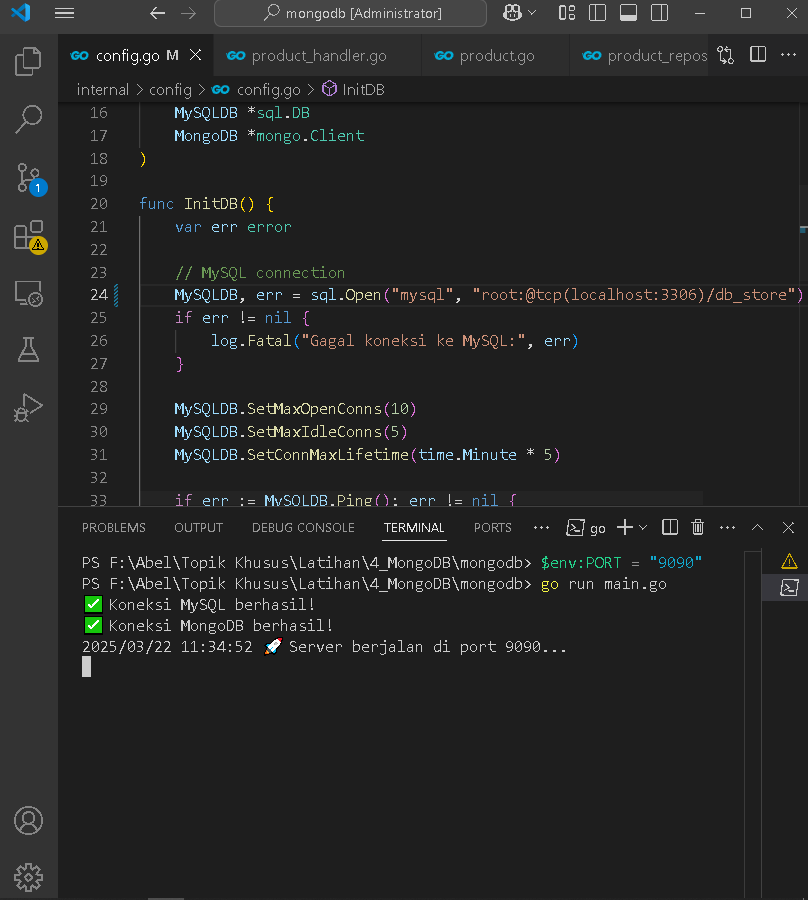 mongodb [Administrator]
config.go M
product_handler.go
product.go
product_repos
internal > config > config.go > InitDB
16 MySQLDB *sql.DB
17 MongoDB *mongo.Client
18 )
19
20 func InitDB() {
21 var err error
22
23 // MySQL connection
24 MySQLDB, err = sql.Open("mysql", "root:@tcp(localhost:3306)/db_store")
25 if err != nil {
26 log.Fatal("Gagal koneksi ke MySQL:", err)
27 }
28
29 MySQLDB.SetMaxOpenConns(10)
30 MySQLDB.SetMaxIdleConns(5)
31 MySQLDB.SetConnMaxLifetime(time.Minute * 5)
32
33 if err := MySQLDB.Ping(); err != nil {
1
PROBLEMS OUTPUT DEBUG CONSOLE TERMINAL PORTS ... go
PS F:\Abel\Topik Khusus\Latihan\4_MongoDB\mongodb> $env:PORT = "9090"
PS F:\Abel\Topik Khusus\Latihan\4_MongoDB\mongodb> go run main.go
✅ Koneksi MySQL berhasil!
✅ Koneksi MongoDB berhasil!
2025/03/22 11:34:52 🚀 Server berjalan di port 9090...